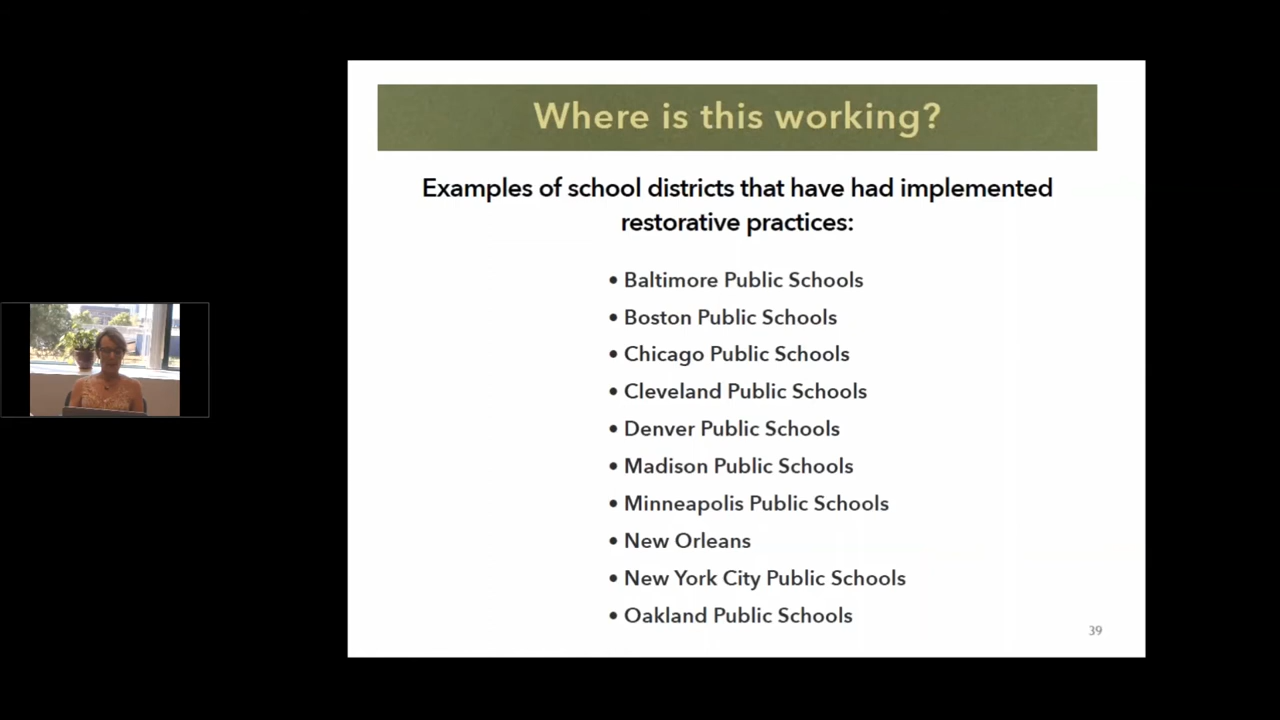 Where is this working?
Examples of school districts that have had implemented
restorative practices:
• Baltimore Public Schools
• Boston Public Schools
• Chicago Public Schools
• Cleveland Public Schools
• Denver Public Schools
• Madison Public Schools
• Minneapolis Public Schools
• New Orleans
• New York City Public Schools
• Oakland Public Schools
39